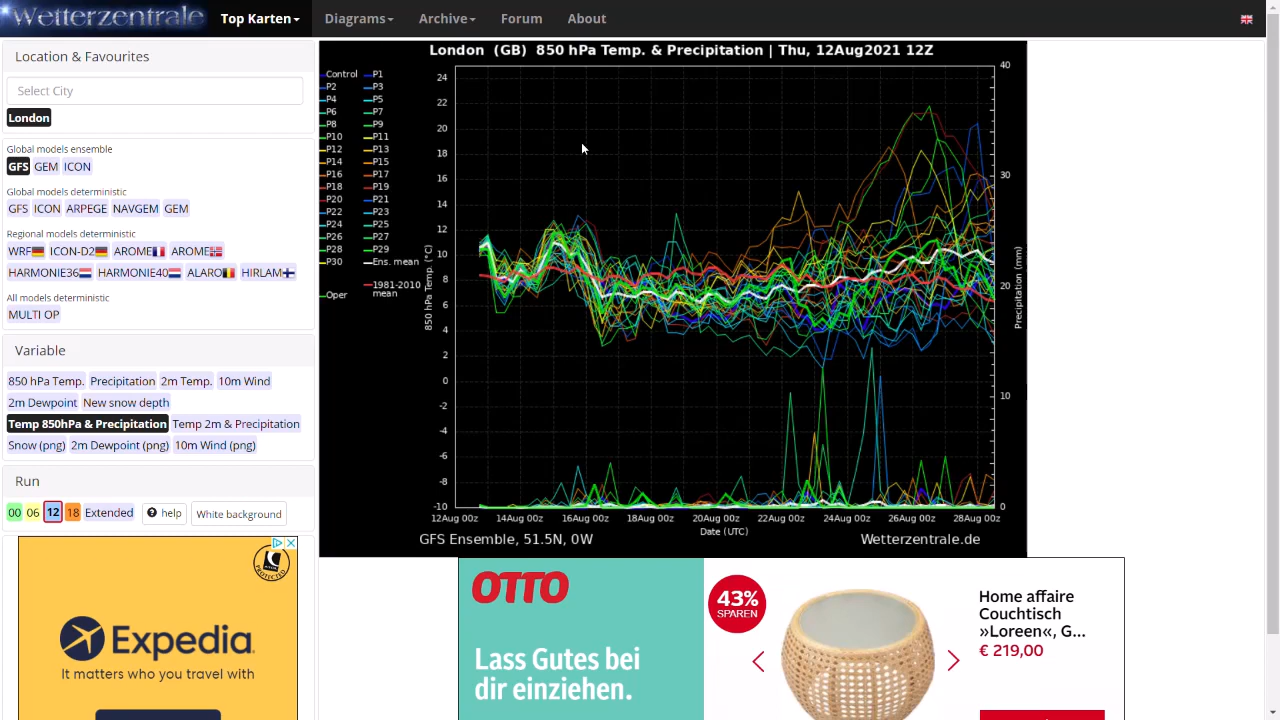 Wetterzentrale
Top Karten Diagrams Archive Forum About
Location & Favourites
Select City
London
Global models ensemble
GFS GEM ICON
Global models deterministic
GFS ICON ARPEGE NAVGEM GEM
Regional models deterministic
WRF ICON-D2 AROME AROME
HARMONIE36 HARMONIE40 ALARO HIRLAM
All models deterministic
MULTI OP
Variable
850 hPa Temp. Precipitation 2m Temp. 10m Wind
2m Dewpoint New snow depth
Temp 850hPa & Precipitation Temp 2m & Precipitation
Snow (png) 2m Dewpoint (png) 10m Wind (png)
Run
00 06 12 18 Extended help White background
London (GB) 850 hPa Temp. & Precipitation | Thu, 12Aug2021 12Z
Control P1
P2 P3
P4 P5
P6 P7
P8 P9
P10 P11
P12 P13
P14 P15
P16 P17
P18 P19
P20 P21
P22 P23
P24 P25
P26 P27
P28 P29
P30 Ens. mean
Oper 1981-2010
mean
850 hPa Temp. (°C)
24
22
20
18
16
14
12
10
8
6
4
2
0
-2
-4
-6
-8
-10
40
30
20
10
0
Precipitation (mm)
12Aug 00z 14Aug 00z 16Aug 00z 18Aug 00z 20Aug 00z 22Aug 00z 24Aug 00z 26Aug 00z 28Aug 00z
Date (UTC)
GFS Ensemble, 51.5N, 0W Wetterzentrale.de
PROTECTED
Expedia
It matters who you travel with
OTTO
Lass Gutes bei
dir einziehen.
43%
SPAREN
Home affaire
Couchtisch
»Loreen«, G...
€ 219,00